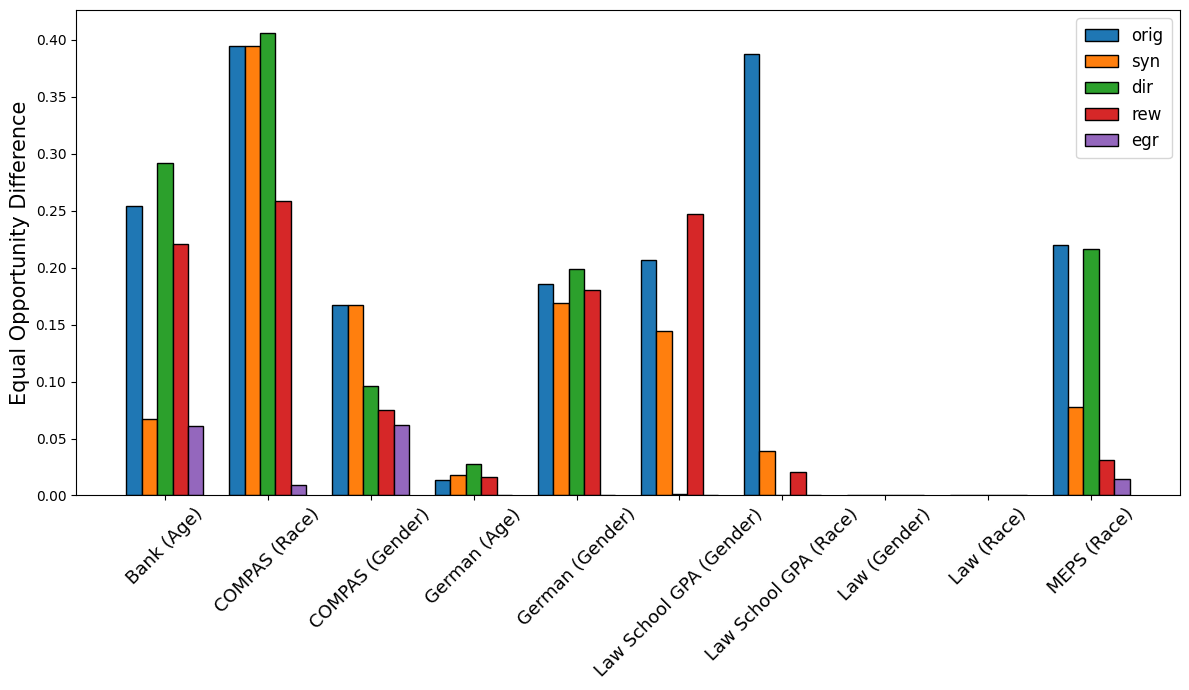 Equal Opportunity Difference
0.40
0.35
0.30
0.25
0.20
0.15
0.10
0.05
0.00
orig
syn
dir
rew
egr
Bank (Age)
COMPAS (Race)
COMPAS (Gender)
German (Age)
German (Gender)
Law School GPA (Gender)
Law School GPA (Race)
Law (Gender)
Law (Race)
MEPS (Race)